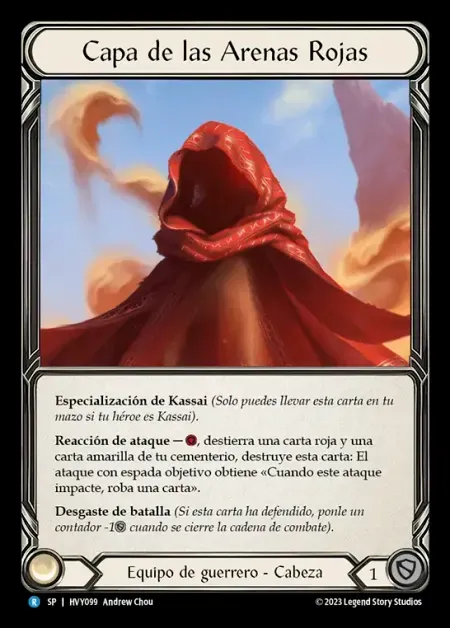 Capa de las Arenas Rojas
Especialización de Kassai (Solo puedes llevar esta carta en tu
mazo si tu héroe es Kassai).
Reacción de ataque — , destierra una carta roja y una
carta amarilla de tu cementerio, destruye esta carta: El
ataque con espada objetivo obtiene «Cuando este ataque
impacte, roba una carta».
Desgaste de batalla (Si esta carta ha defendido, ponle un
contador -1 cuando se cierre la cadena de combate).
Equipo de guerrero - Cabeza
1
R SP | HVY099 Andrew Chou
© 2023 Legend Story Studios